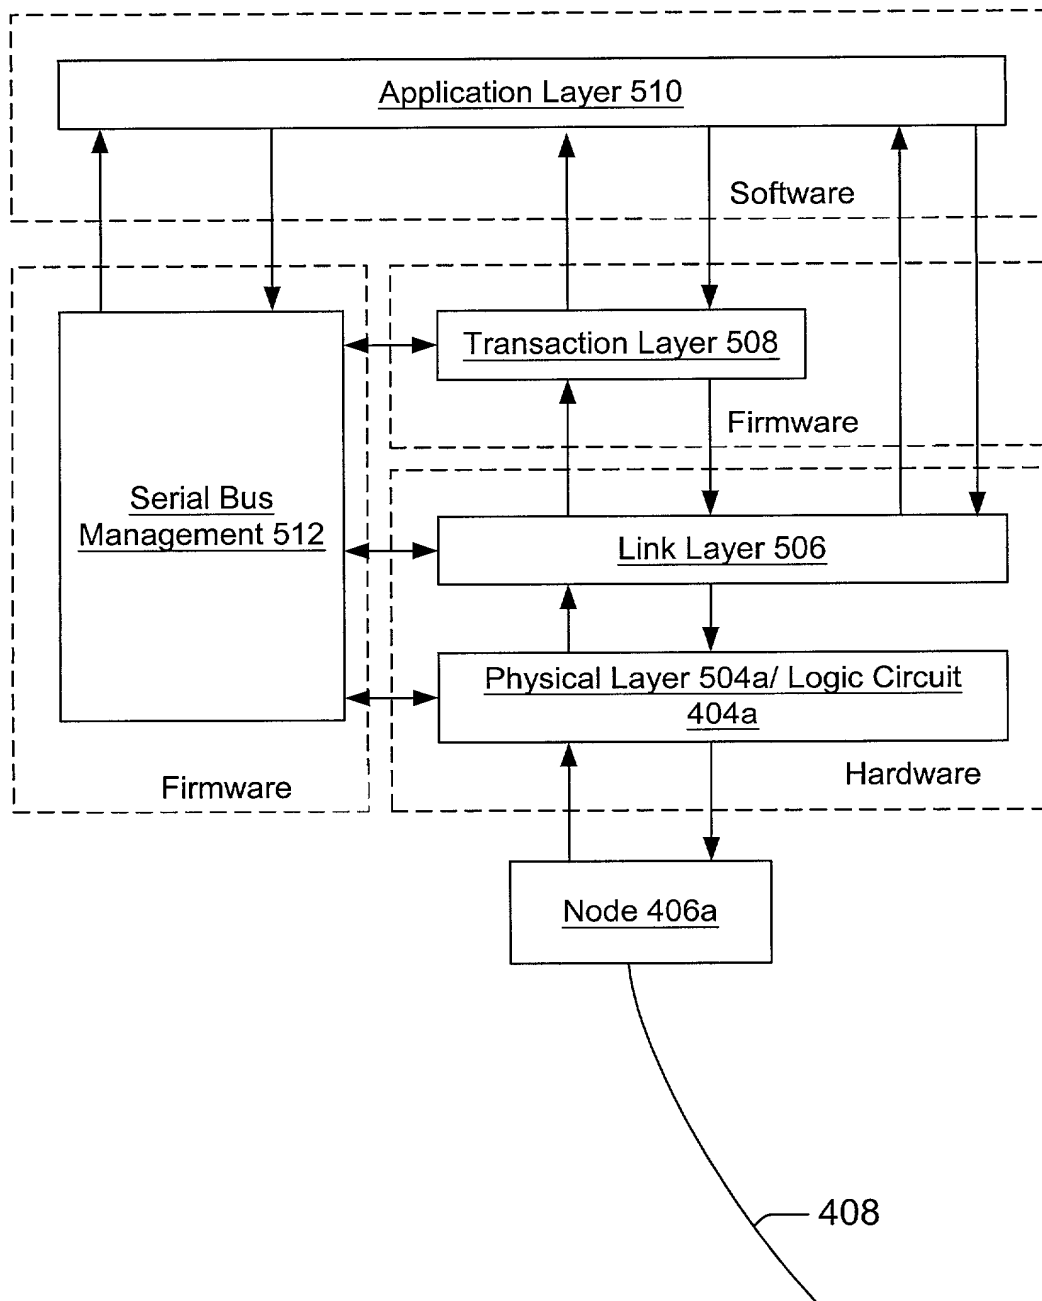 Application Layer 510
Software
Transaction Layer 508
Firmware
Serial Bus
Management 512
Link Layer 506
Physical Layer 504a/ Logic Circuit
404a
Hardware
Firmware
Node 406a
408